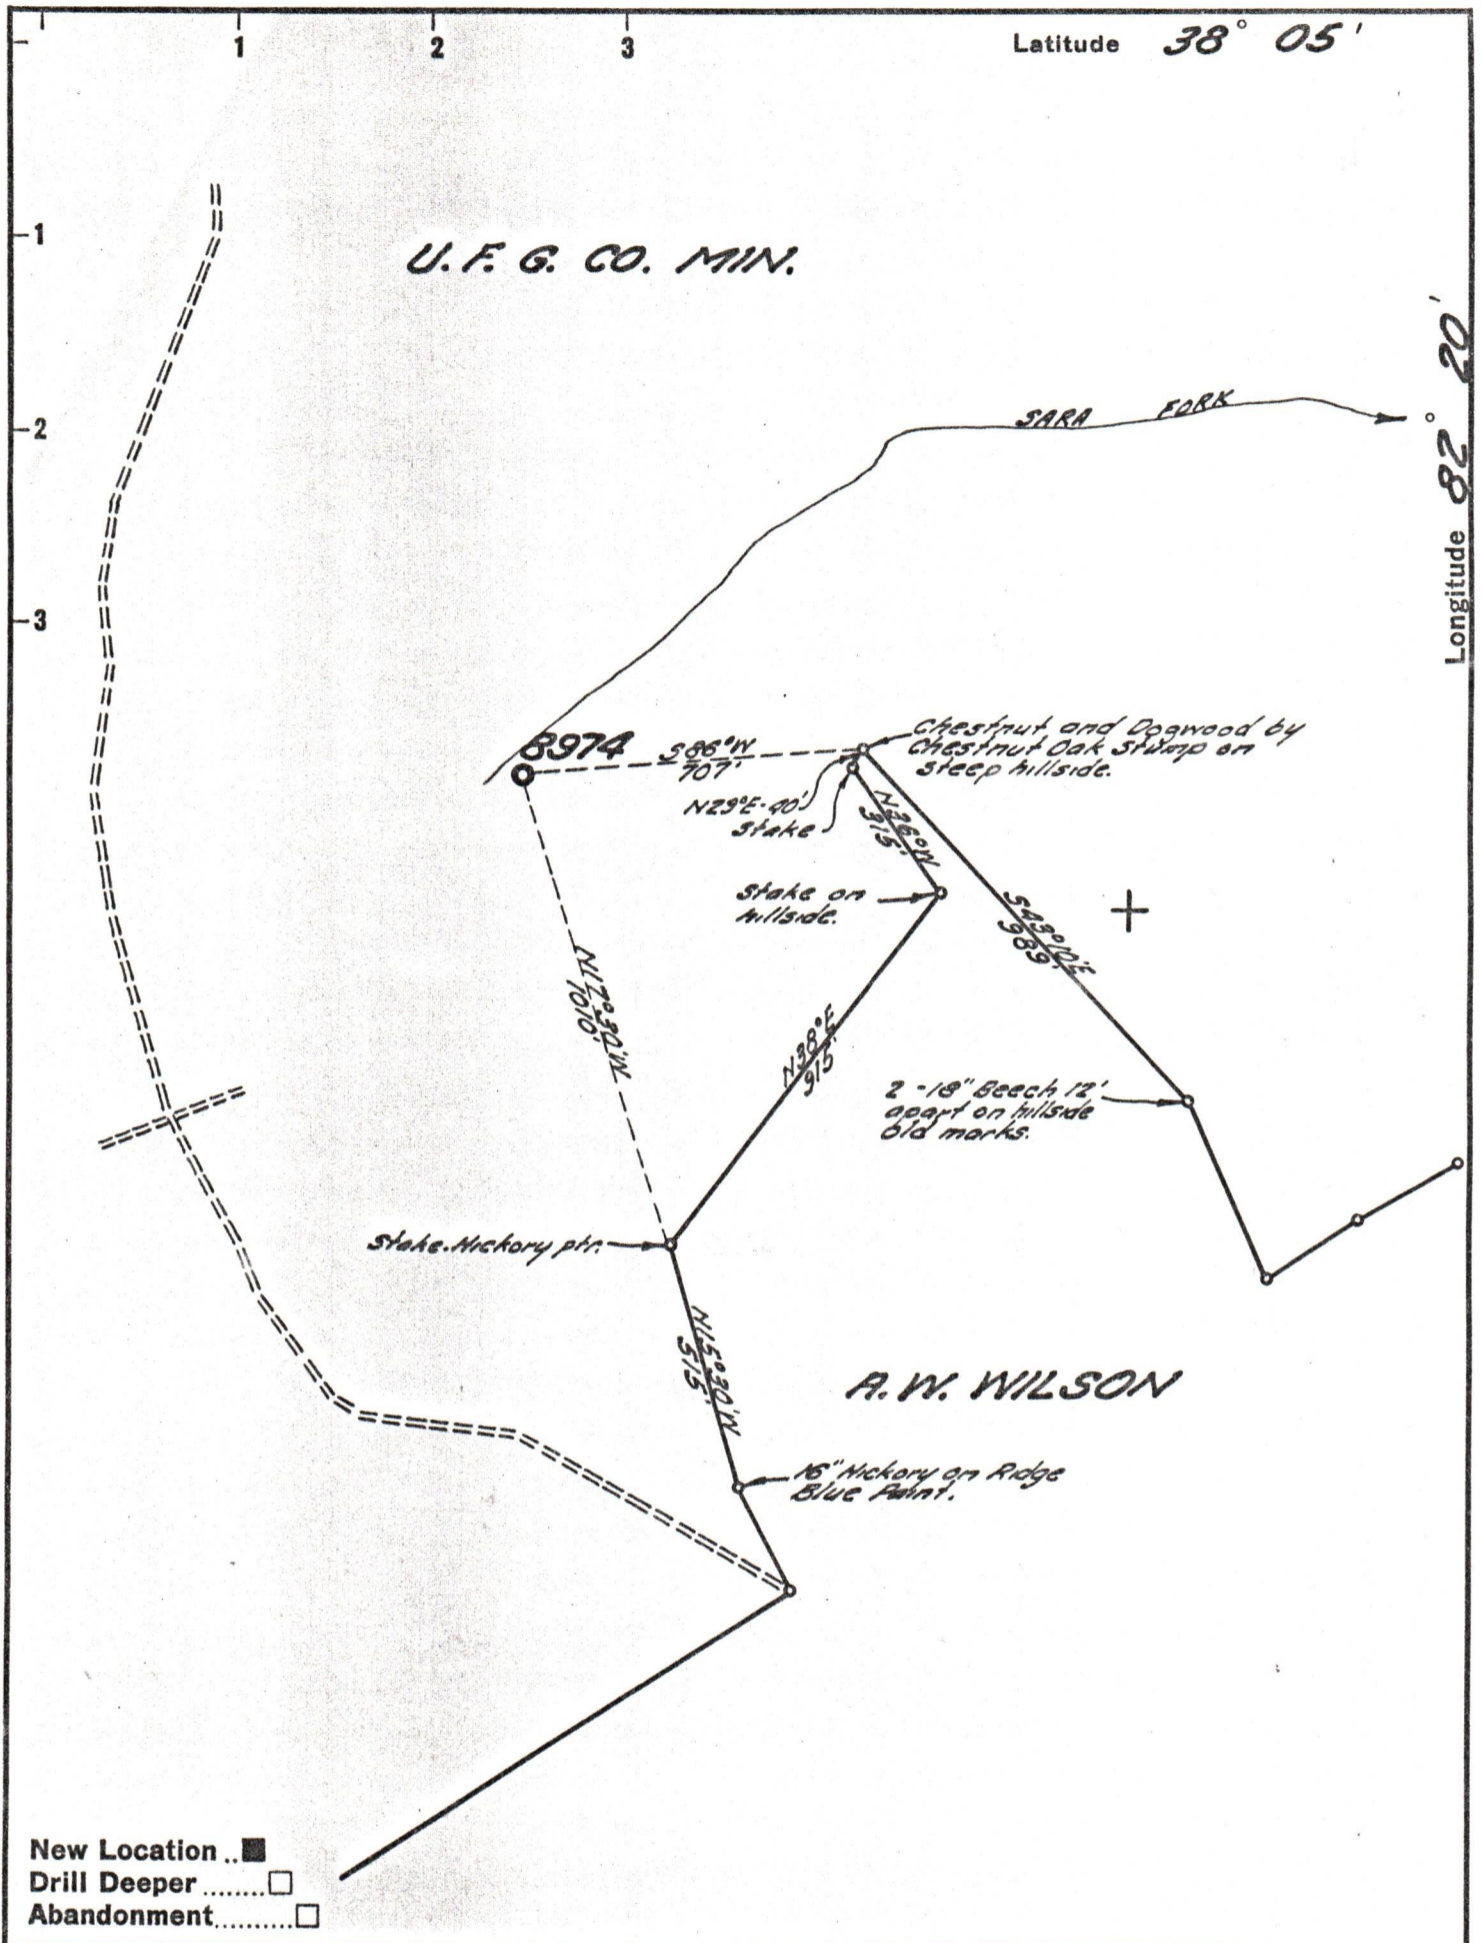 1 2 3
Latitude 38° 05'
1
2
3
U.F.G. CO. MIN.
Longitude 82° 20'
SARA FORK
8974
S86°W
707'
Chestnut and Dogwood by
Chestnut Oak Stump on
steep hillside.
N29°E-40'
Stake
N36°W
315'
Stake on
hillside.
S43°10'E
989'
N17°30'W
1010'
N38°E
915'
2-18" Beech 12'
apart on hillside
old marks.
Stake. Hickory ptr.
N15°30'W
515'
A.W. WILSON
16" Hickory on Ridge
Blue Paint.
New Location ..■
Drill Deeper ........□
Abandonment..........□